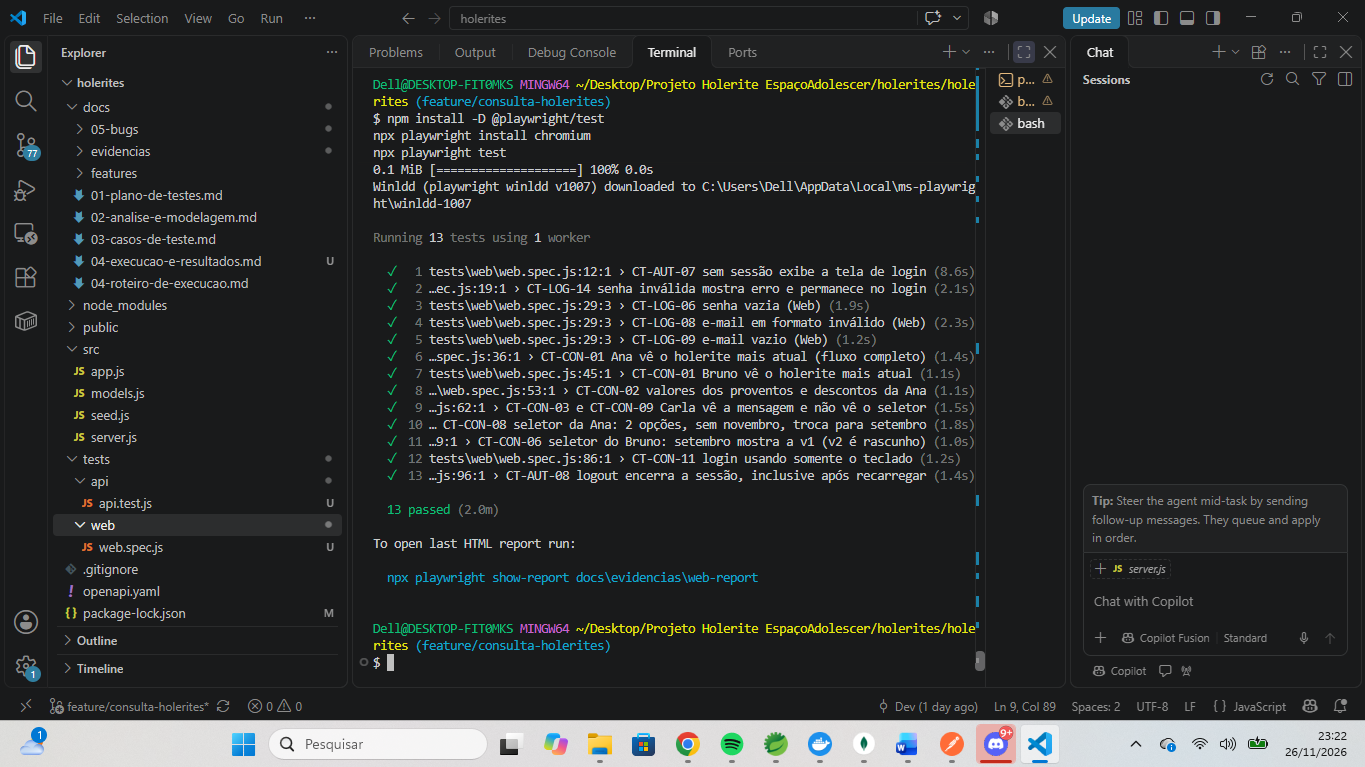 File Edit Selection View Go Run ···
holerites
Update
Explorer
holerites
docs
05-bugs
evidencias
features
01-plano-de-testes.md
02-analise-e-modelagem.md
03-casos-de-teste.md
04-execucao-e-resultados.md U
04-roteiro-de-execucao.md
node_modules
public
src
JS app.js
JS models.js
JS seed.js
JS server.js
tests
api
JS api.test.js U
web
JS web.spec.js U
.gitignore
! openapi.yaml
{} package-lock.json M
Outline
Timeline
77
1
Problems Output Debug Console Terminal Ports
Dell@DESKTOP-FIT0MKS MINGW64 ~/Desktop/Projeto Holerite EspaçoAdolescer/holerites/hole
rites (feature/consulta-holerites)
$ npm install -D @playwright/test
npx playwright install chromium
npx playwright test
0.1 MiB [====================] 100% 0.0s
Winldd (playwright winldd v1007) downloaded to C:\Users\Dell\AppData\Local\ms-playwrig
ht\winldd-1007
Running 13 tests using 1 worker
✓ 1 tests\web\web.spec.js:12:1 › CT-AUT-07 sem sessão exibe a tela de login (8.6s)
✓ 2 …ec.js:19:1 › CT-LOG-14 senha inválida mostra erro e permanece no login (2.1s)
✓ 3 tests\web\web.spec.js:29:3 › CT-LOG-06 senha vazia (Web) (1.9s)
✓ 4 tests\web\web.spec.js:29:3 › CT-LOG-08 e-mail em formato inválido (Web) (2.3s)
✓ 5 tests\web\web.spec.js:29:3 › CT-LOG-09 e-mail vazio (Web) (1.2s)
✓ 6 …spec.js:36:1 › CT-CON-01 Ana vê o holerite mais atual (fluxo completo) (1.4s)
✓ 7 tests\web\web.spec.js:45:1 › CT-CON-01 Bruno vê o holerite mais atual (1.1s)
✓ 8 …\web.spec.js:53:1 › CT-CON-02 valores dos proventos e descontos da Ana (1.1s)
✓ 9 …js:62:1 › CT-CON-03 e CT-CON-09 Carla vê a mensagem e não vê o seletor (1.5s)
✓ 10 … CT-CON-08 seletor da Ana: 2 opções, sem novembro, troca para setembro (1.8s)
✓ 11 …9:1 › CT-CON-06 seletor do Bruno: setembro mostra a v1 (v2 é rascunho) (1.0s)
✓ 12 tests\web\web.spec.js:86:1 › CT-CON-11 login usando somente o teclado (1.2s)
✓ 13 …js:96:1 › CT-AUT-08 logout encerra a sessão, inclusive após recarregar (1.4s)
13 passed (2.0m)
To open last HTML report run:
npx playwright show-report docs\evidencias\web-report
Dell@DESKTOP-FIT0MKS MINGW64 ~/Desktop/Projeto Holerite EspaçoAdolescer/holerites/hole
rites (feature/consulta-holerites)
$
p...
b...
bash
Chat
Sessions
Tip: Steer the agent mid-task by sending
follow-up messages. They queue and apply
in order.
JS server.js
Chat with Copilot
Copilot Fusion Standard
Copilot
feature/consulta-holerites* 0 0 Dev (1 day ago) Ln 9, Col 89 Spaces: 2 UTF-8 LF {} JavaScript
1
Pesquisar
9+
23:22
26/11/2026